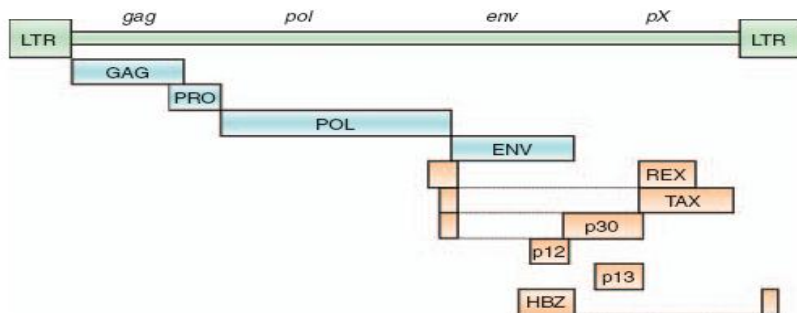 gag pol env pX
LTR LTR
GAG
PRO
POL
ENV
REX
TAX
p30
p12
p13
HBZ